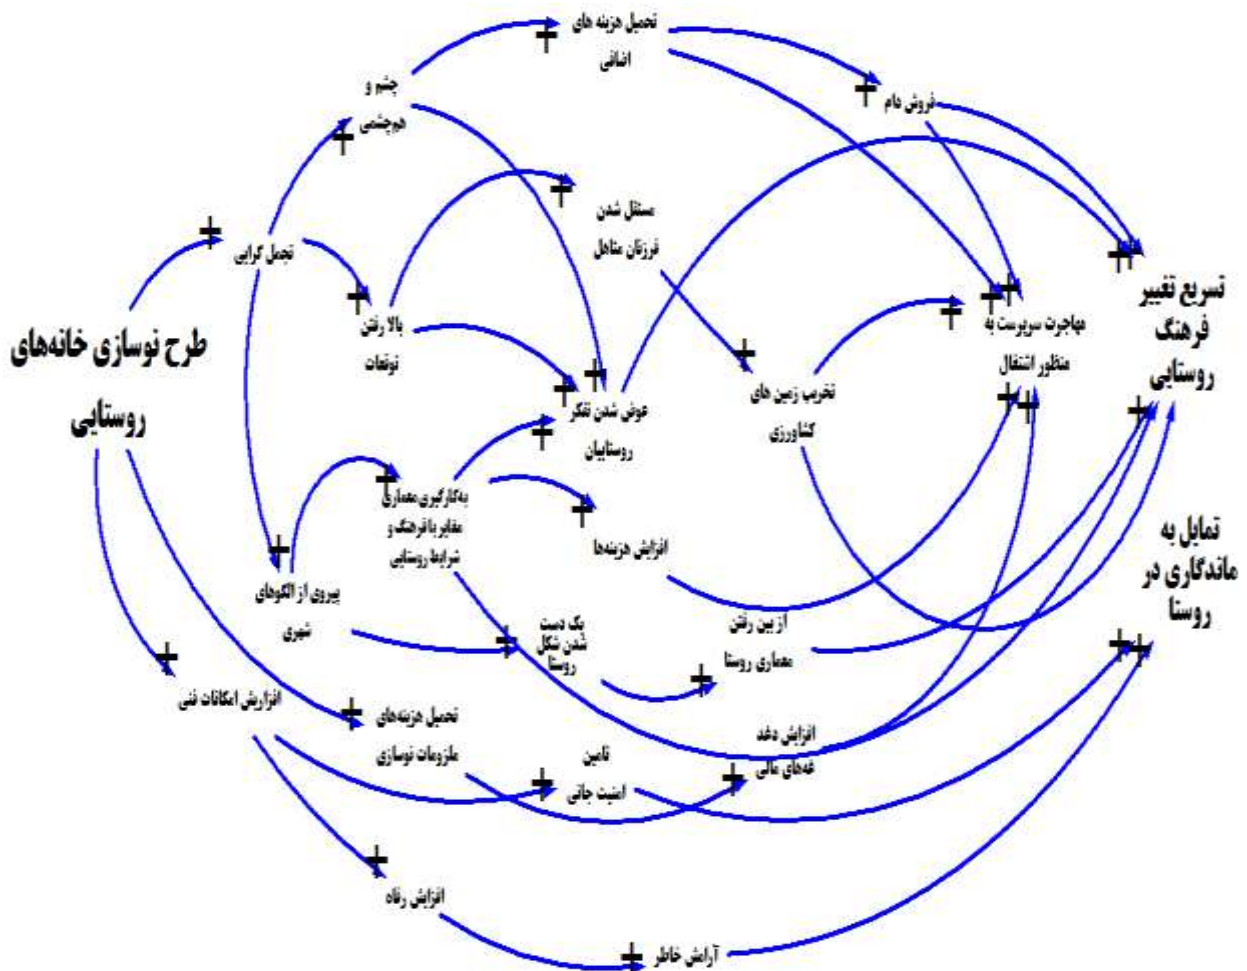 تحمیل هزینه های
اضافی
چشم و
هم‌چشمی
فروش دام
مستقل شدن
فرزندان متاهل
تجمل گرایی
تسریع تغییر
فرهنگ
روستایی
مهاجرت سرپرست به
منظور اشتغال
بالا رفتن
توقعات
طرح نوسازی خانه‌های
روستایی
تخریب زمین های
کشاورزی
عوض شدن تفکر
روستاییان
به‌کارگیری معماری
مغایر با فرهنگ و
شرایط روستایی
افزایش هزینه‌ها
تمایل به
ماندگاری در
روستا
پیروی از الگوهای
شهری
یک دست
شدن شکل
روستا
از بین رفتن
معماری روستا
افزارپش امکانات فنی
تحمیل هزینه‌های
ملزومات نوسازی
تامین
امنیت جانی
افزایش دغد
غه‌های مالی
افزایش رفاه
آرامش خاطر